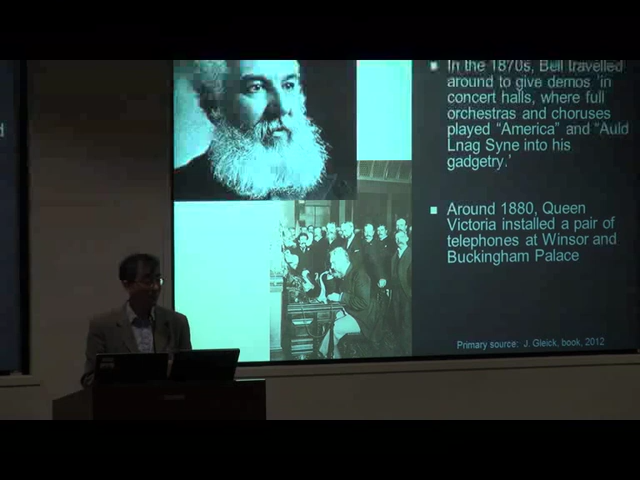 d
In the 1870s, Bell travelled
around to give demos 'in
concert halls, where full
orchestras and choruses
played "America" and "Auld
Lnag Syne into his
gadgetry.'
Around 1880, Queen
Victoria installed a pair of
telephones at Winsor and
Buckingham Palace
Primary source: J. Gleick, book, 2012